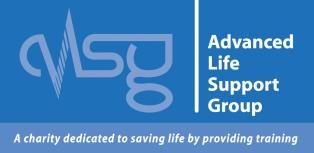 alsg
Advanced
Life
Support
Group
A charity dedicated to saving life by providing training